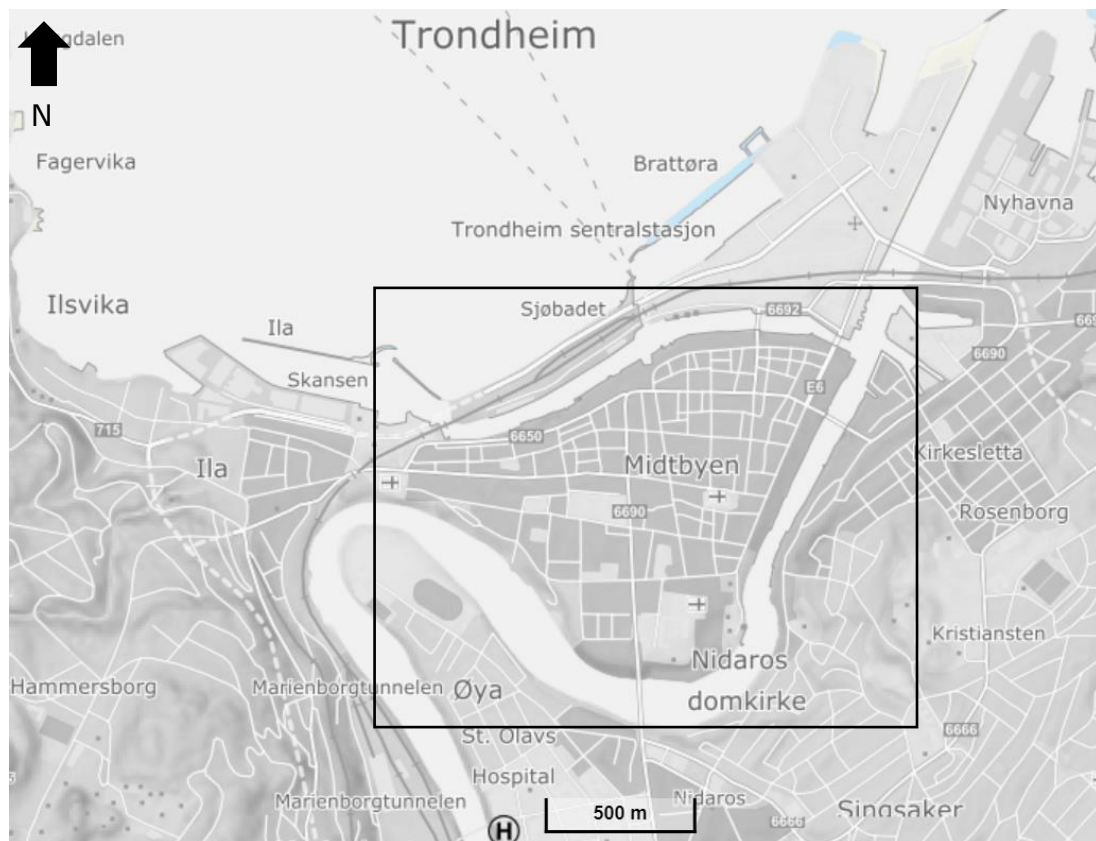 Trondheim
N
Fagervika
Brattøra
Nyhavna
Trondheim sentralstasjon
Ilsvika
Sjøbadet
6692
Ila
6690
Skansen
E6
715
6650
Ila
Midtbyen
Kirkesletta
6690
Rosenborg
Kristiansten
Nidaros
domkirke
Hammersborg
Marienborgtunnelen
Øya
6666
St. Olavs
Hospital
Marienborgtunnelen
Nidaros
Singsaker
500 m
6666
H